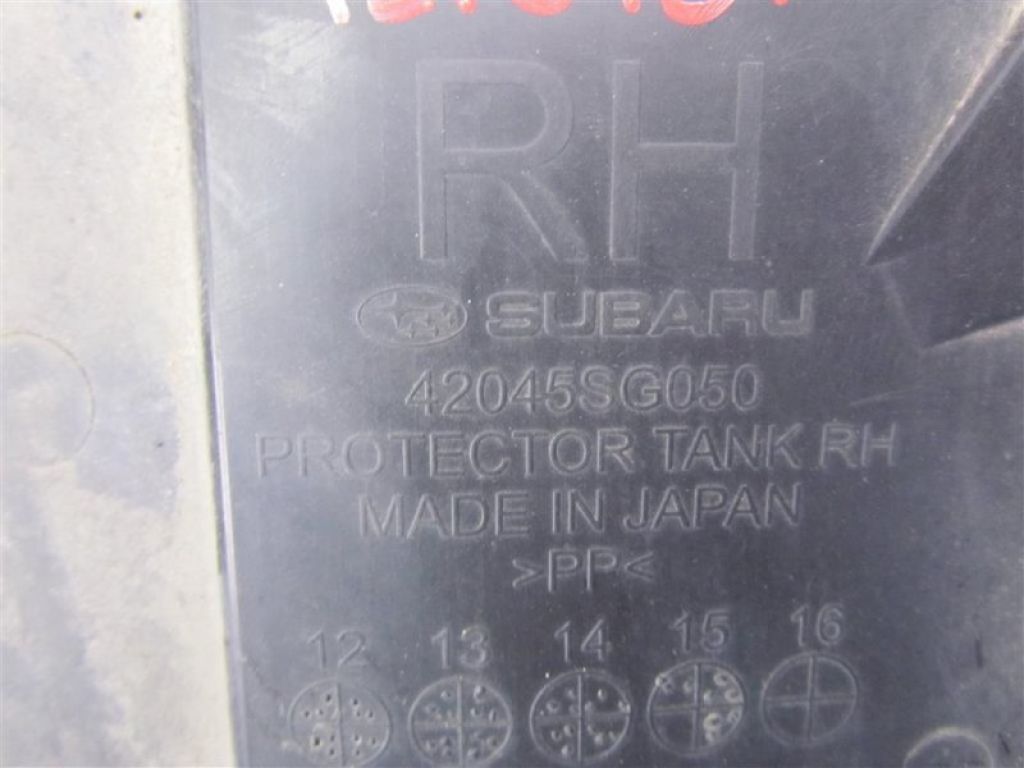 RH
SUBARU
42045SG050
PROTECTOR TANK RH
MADE IN JAPAN
>PP<
12 13 14 15 16